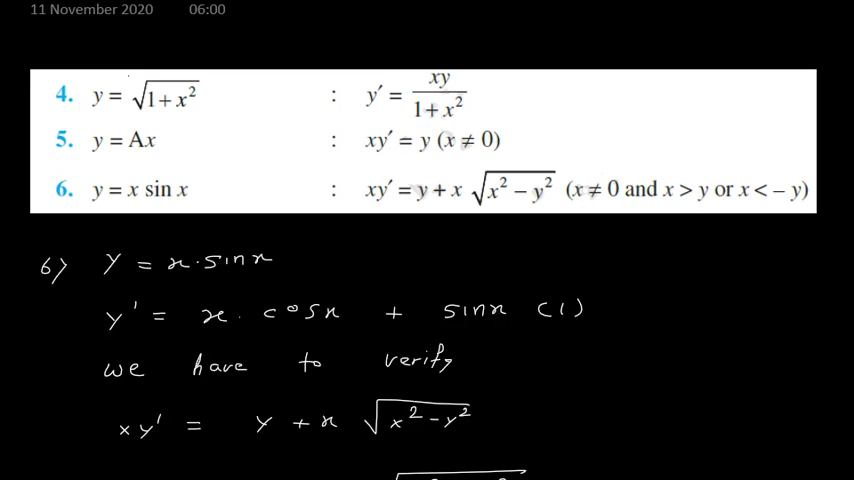 11 November 2020 06:00
4. y = √(1 + x²) : y′ = xy / (1 + x²)
5. y = Ax : xy′ = y (x ≠ 0)
6. y = x sin x : xy′ = y + x √(x² − y²) (x ≠ 0 and x > y or x < − y)
6) y = x · sin x
y′ = x · cos x + sin x (1)
we have to verify
xy′ = y + x √(x² − y²)